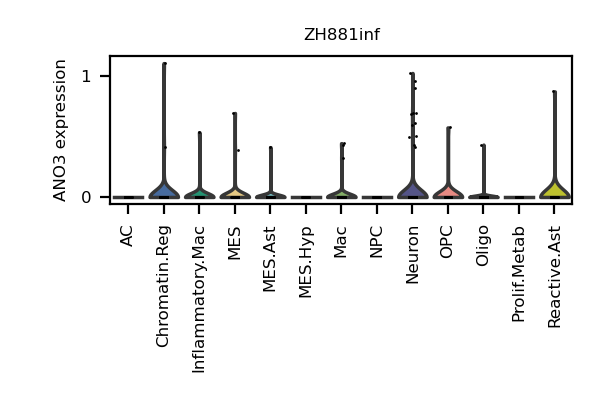 ZH881inf
ANO3 expression
1
0
AC
Chromatin.Reg
Inflammatory.Mac
MES
MES.Ast
MES.Hyp
Mac
NPC
Neuron
OPC
Oligo
Prolif.Metab
Reactive.Ast